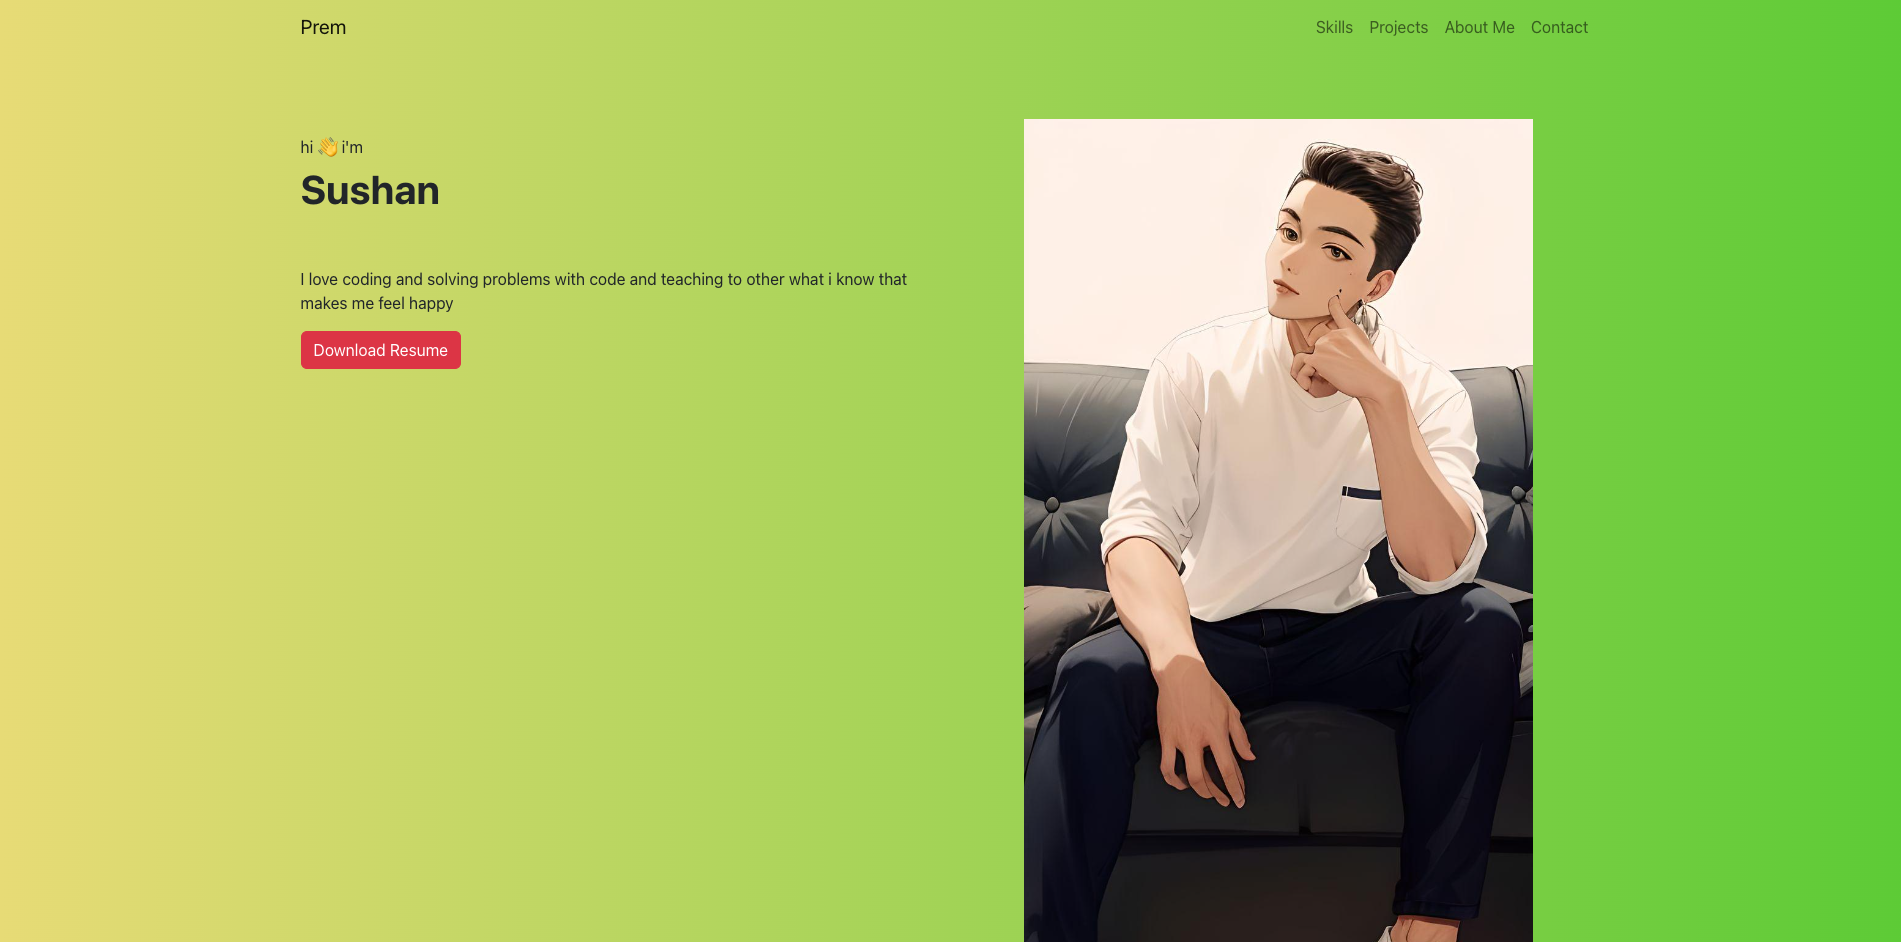 Prem
Skills
Projects
About Me
Contact
hi 👋 i'm
Sushan
I love coding and solving problems with code and teaching to other what i know that
makes me feel happy
Download Resume